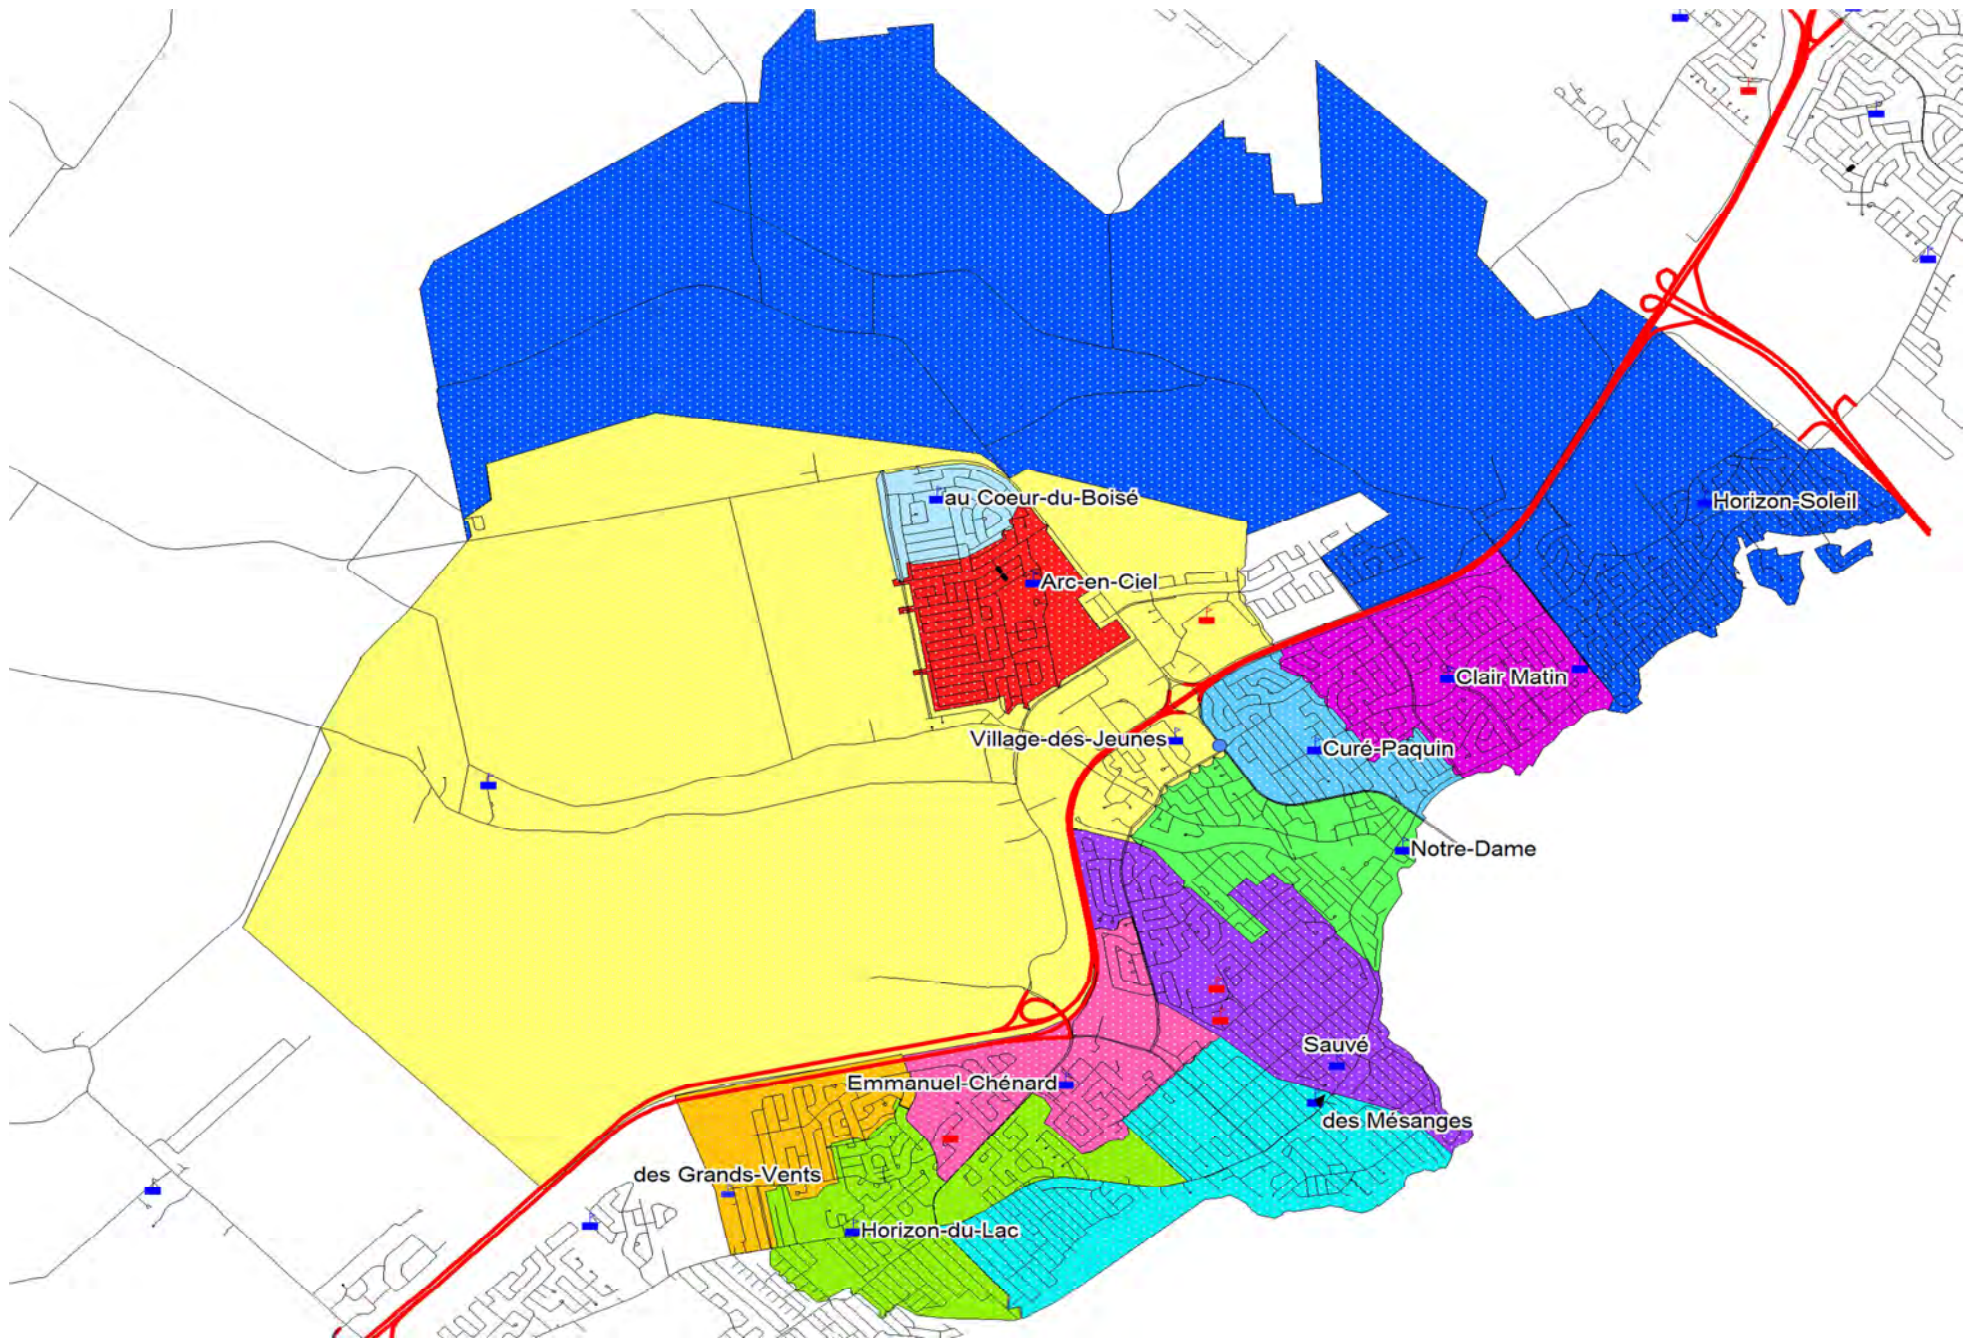 au Coeur-du-Boisé
Horizon-Soleil
Arc-en-Ciel
Clair Matin
Village-des-Jeunes
Curé-Paquin
Notre-Dame
Sauvé
Emmanuel-Chénard
des Mésanges
des Grands-Vents
Horizon-du-Lac